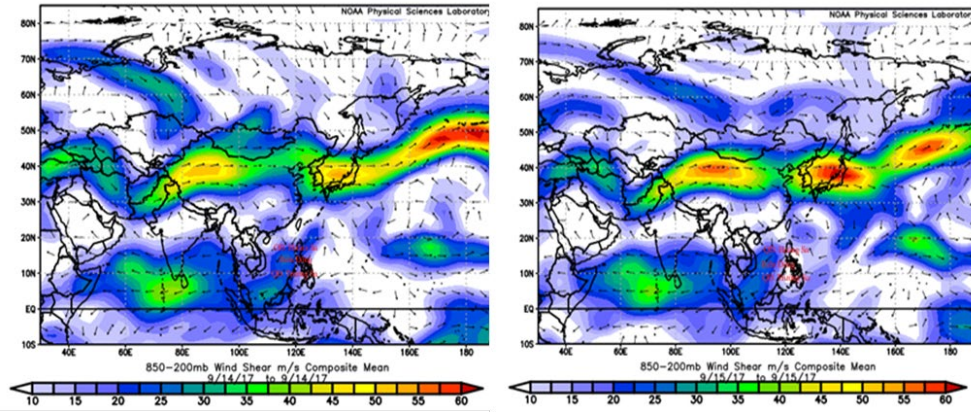 NOAA Physical Sciences Laboratory
80N
70N
60N
50N
40N
30N
20N
10N
EQ
10S
40E
60E
80E
100E
120E
140E
160E
180
850-200mb Wind Shear m/s Composite Mean
9/14/17 to 9/14/17
10 15 20 25 30 35 40 45 50 55 60
NOAA Physical Sciences Laborator
80N
70N
60N
50N
40N
30N
20N
10N
EQ
10S
40E
60E
80E
100E
120E
140E
160E
180
850-200mb Wind Shear m/s Composite Mean
9/15/17 to 9/15/17
10 15 20 25 30 35 40 45 50 55 60